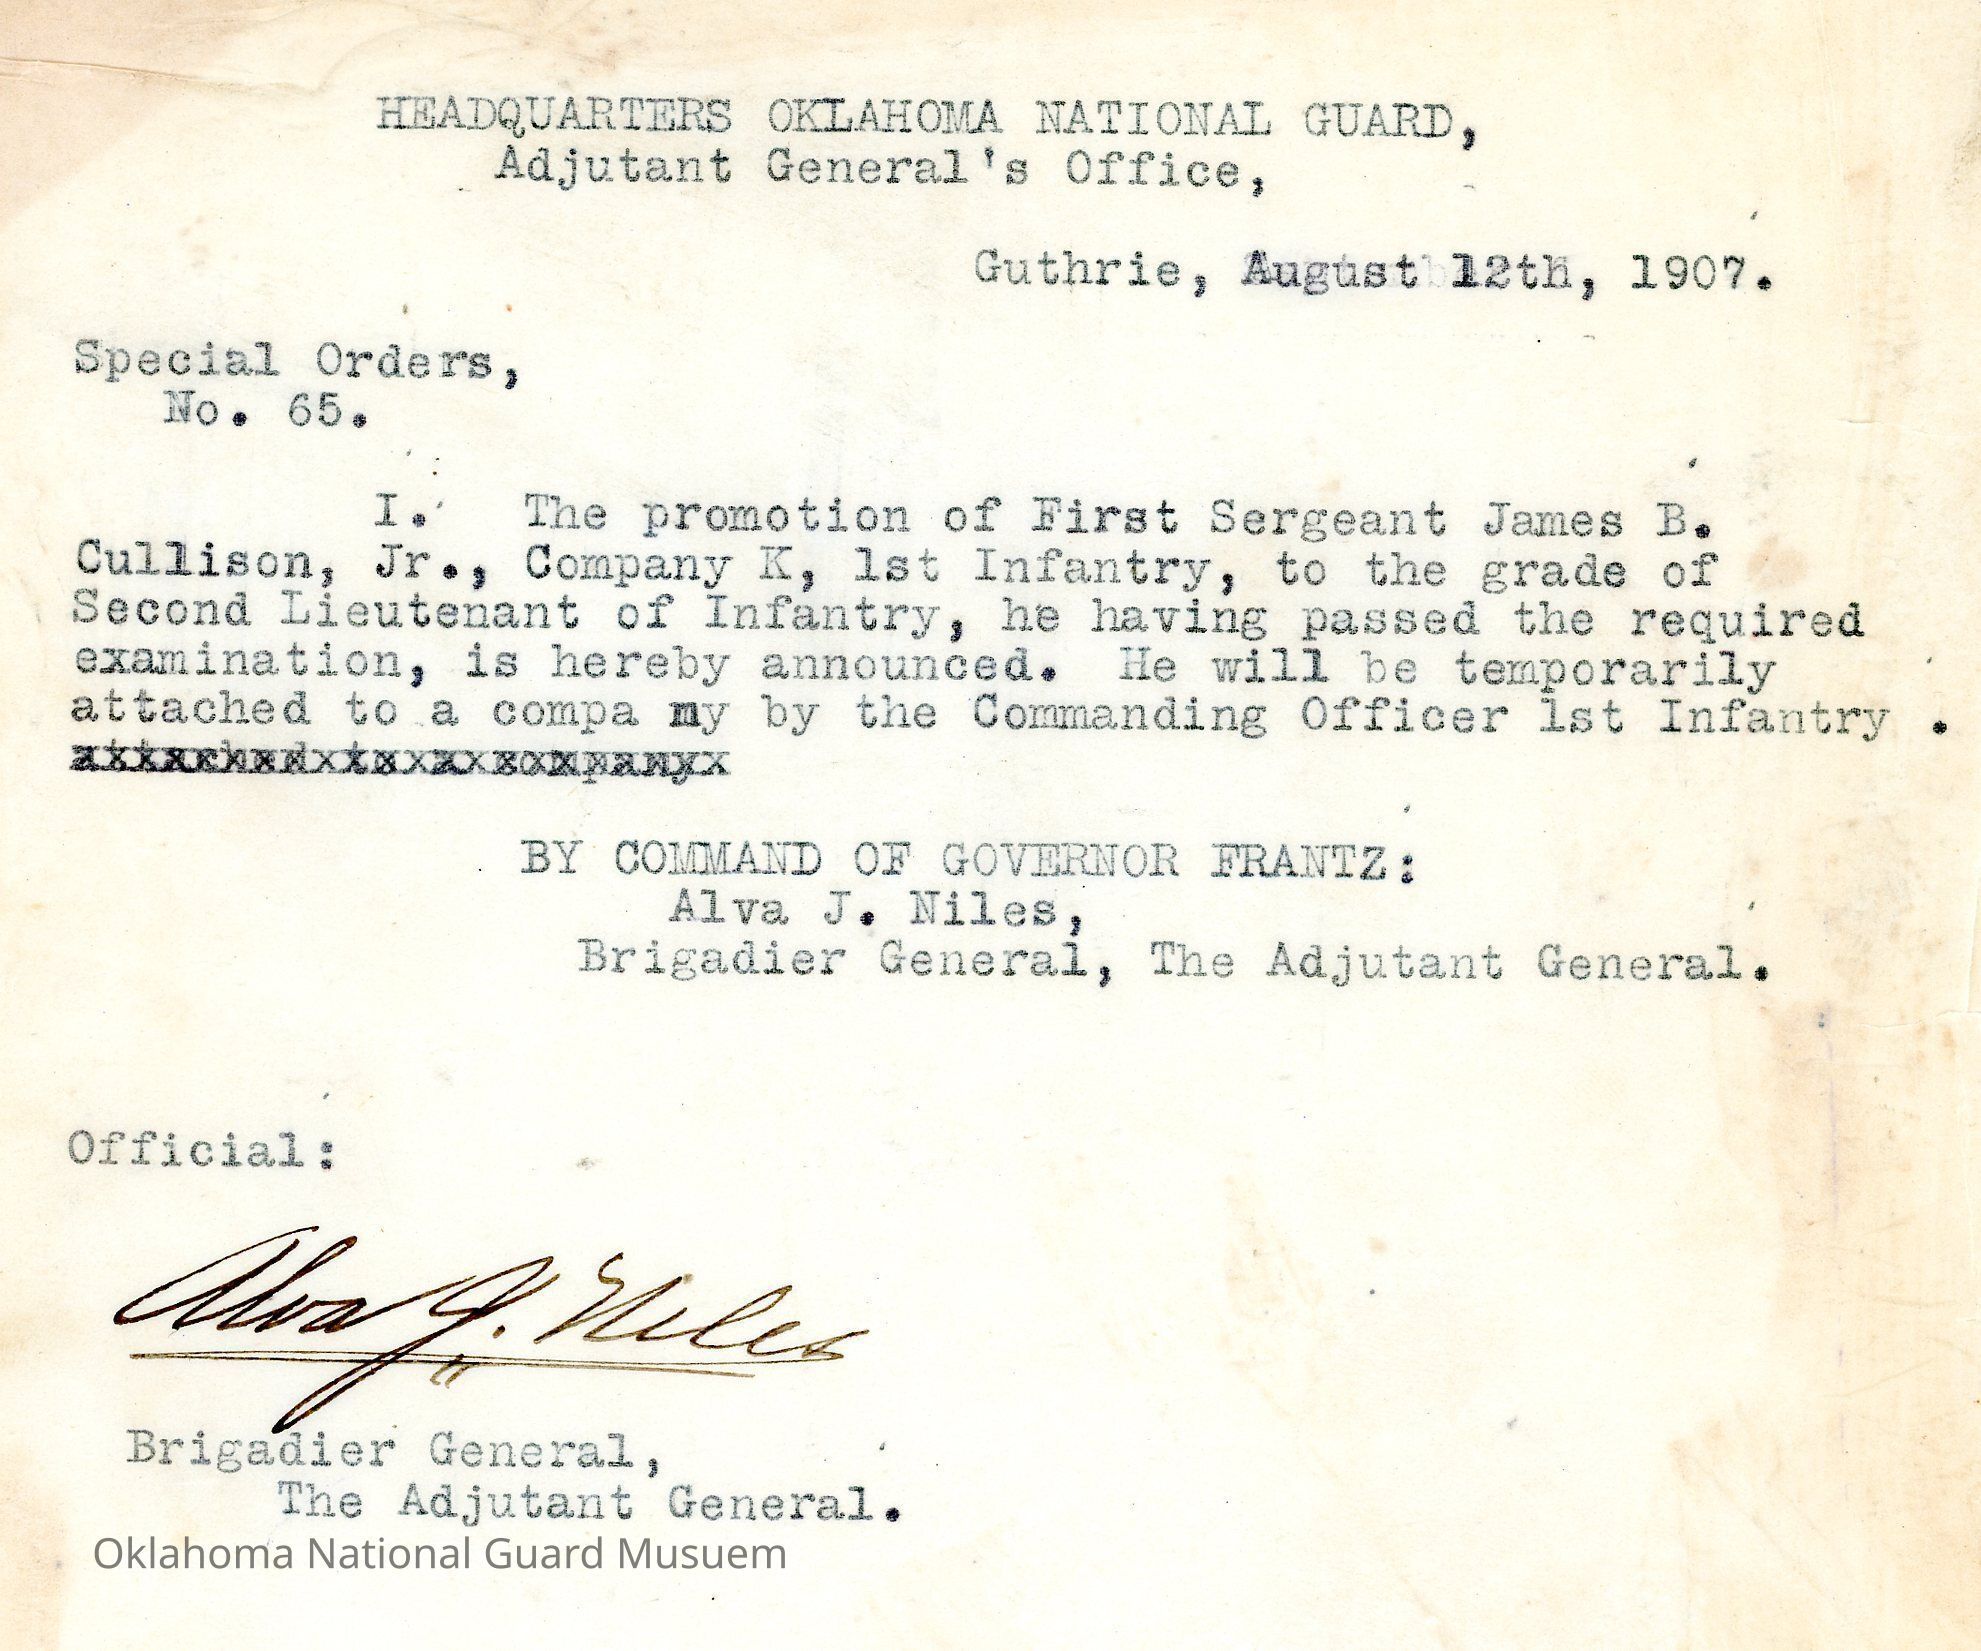 HEADQUARTERS OKLAHOMA NATIONAL GUARD,
Adjutant General's Office,
Guthrie, August 12th, 1907.
Special Orders,
No. 65.
I. The promotion of First Sergeant James B.
Cullison, Jr., Company K, 1st Infantry, to the grade of
Second Lieutenant of Infantry, he having passed the required
examination, is hereby announced. He will be temporarily
attached to a compa ny by the Commanding Officer 1st Infantry .
attached to a company
BY COMMAND OF GOVERNOR FRANTZ:
Alva J. Niles,
Brigadier General, The Adjutant General.
Official:
Alva J. Niles
Brigadier General,
The Adjutant General.
Oklahoma National Guard Musuem